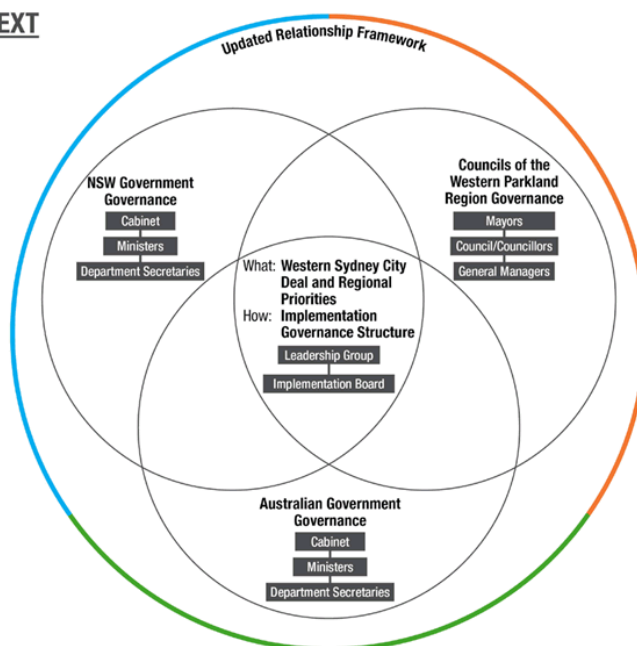 EXT
Updated Relationship Framework
NSW Government
Governance
Cabinet
Ministers
Department Secretaries
Councils of the
Western Parkland
Region Governance
Mayors
Council/Councillors
General Managers
What: Western Sydney City
Deal and Regional
Priorities
How: Implementation
Governance Structure
Leadership Group
Implementation Board
Australian Government
Governance
Cabinet
Ministers
Department Secretaries